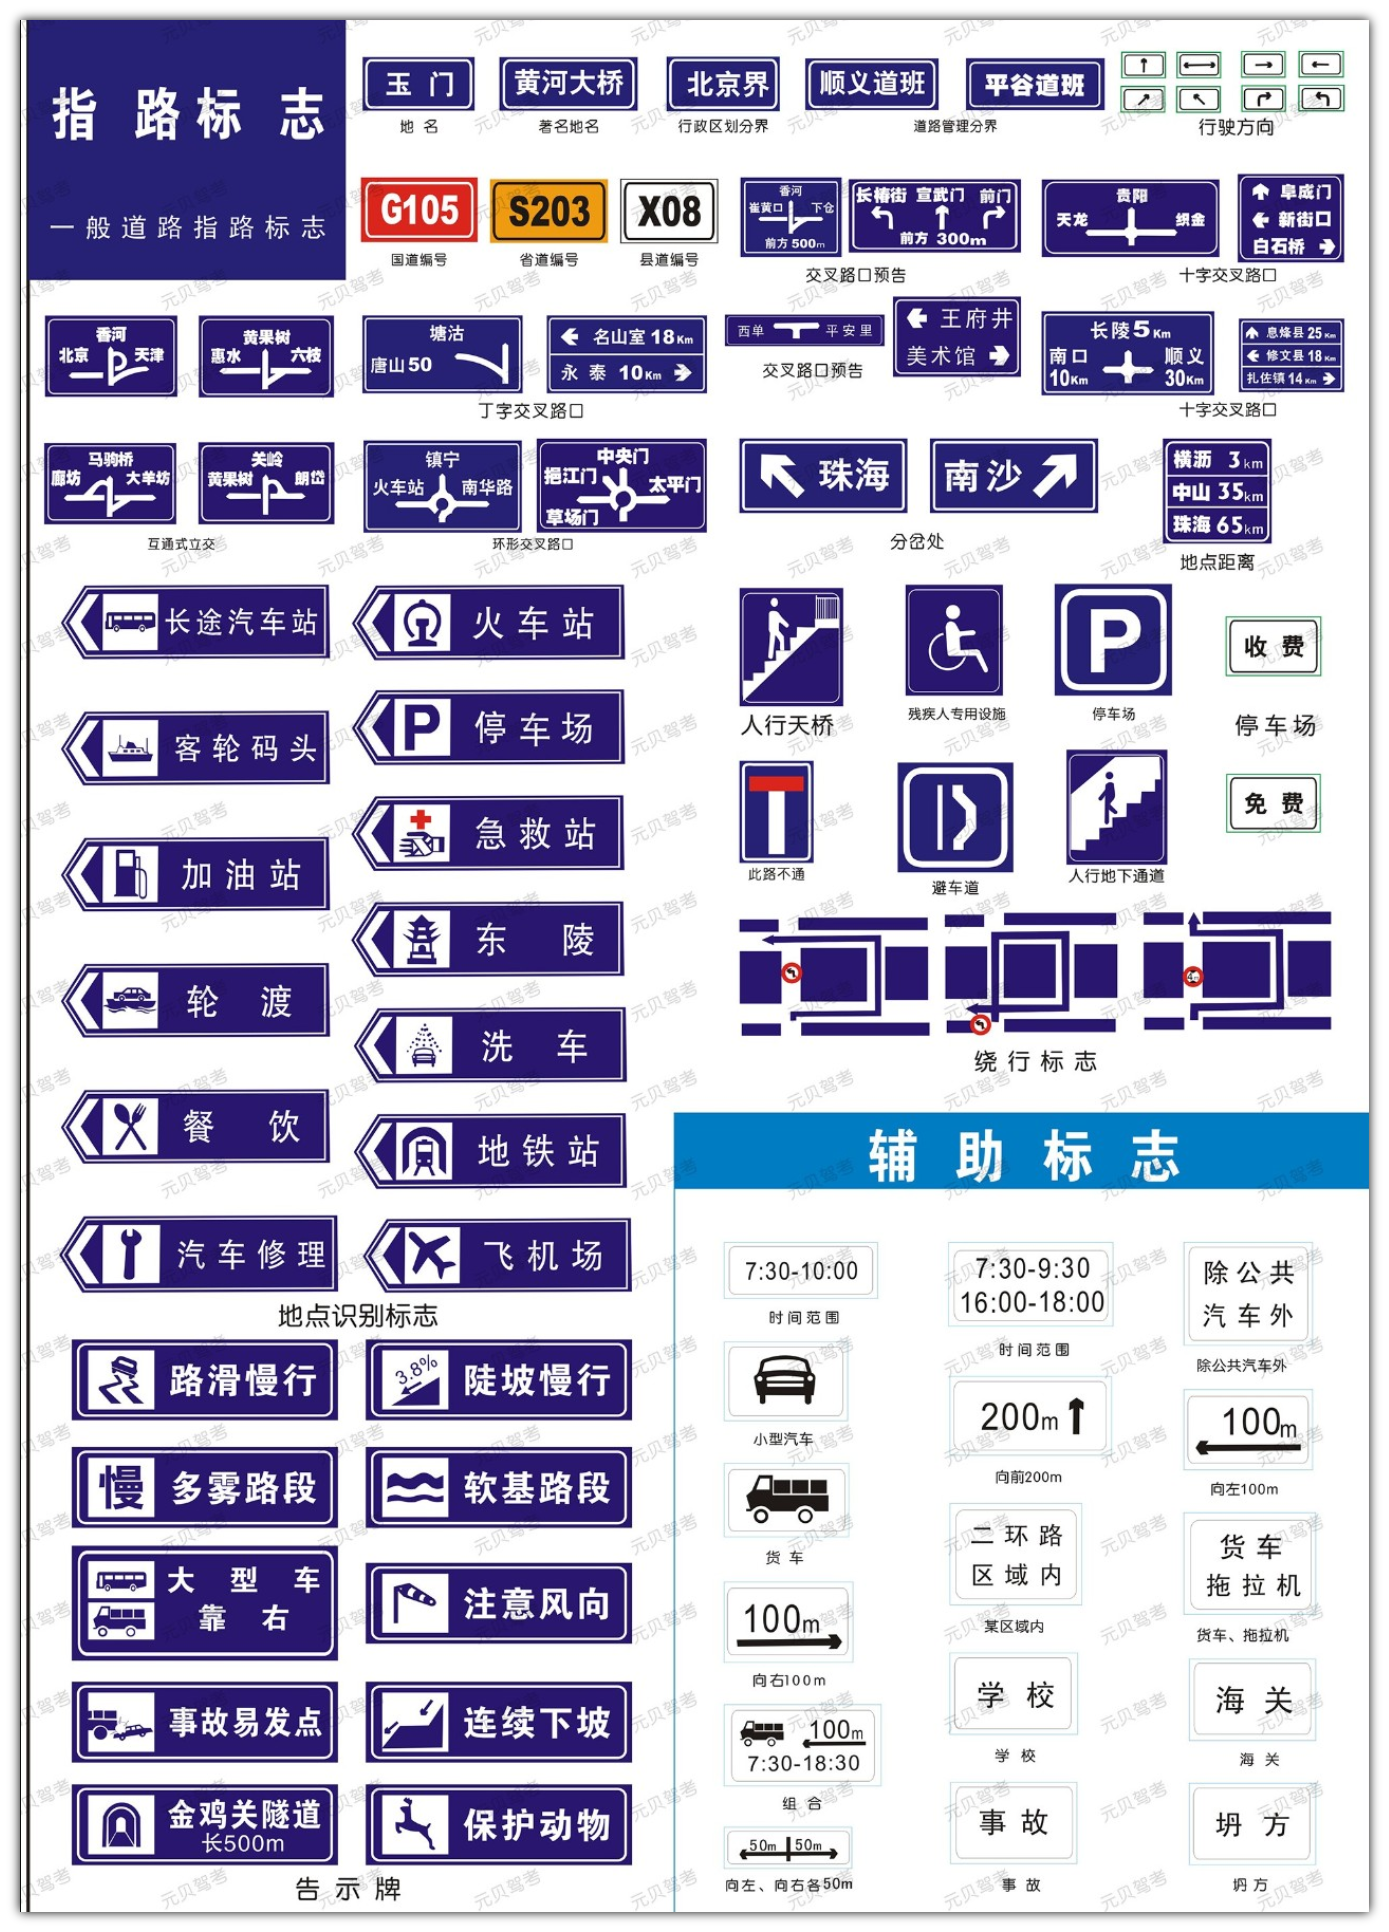 指路标志
一般道路指路标志
玉门
地名
黄河大桥
著名地名
北京界
行政区划分界
顺义道班
平谷道班
道路管理分界
行驶方向
G105
国道编号
S203
省道编号
X08
县道编号
香河
崔黄口 下仓
前方 500m
长椿街 宣武门 前门
前方 300m
交叉路口预告
贵阳
天龙 织金
阜成门
新街口
白石桥
十字交叉路口
香河
北京 天津
黄果树
惠水 六枝
塘沽
唐山 50
名山室 18Km
永泰 10Km
丁字交叉路口
西单 平安里
王府井
美术馆
交叉路口预告
长陵5Km
南口 顺义
10Km 30Km
息烽县 25Km
修文县 18Km
扎佐镇 14Km
十字交叉路口
马驹桥
廊坊 大羊坊
关岭
黄果树 朗岱
互通式立交
镇宁
火车站 南华路
中央门
挹江门 太平门
草场门
环形交叉路口
珠海
南沙
分岔处
横沥 3km
中山 35km
珠海 65km
地点距离
长途汽车站
火车站
客轮码头
停车场
加油站
急救站
轮渡
东陵
洗车
餐饮
地铁站
汽车修理
飞机场
地点识别标志
人行天桥
残疾人专用设施
P
停车场
收费
停车场
此路不通
避车道
人行地下通道
免费
绕行标志
路滑慢行
3.8%
陡坡慢行
慢
多雾路段
软基路段
大型车
靠右
注意风向
事故易发点
连续下坡
金鸡关隧道
长500m
保护动物
告示牌
辅助标志
7:30-10:00
时间范围
7:30-9:30
16:00-18:00
时间范围
除公共
汽车外
除公共汽车外
小型汽车
200m
向前200m
100m
向左100m
货车
二环路
区域内
某区域内
货车
拖拉机
货车、拖拉机
100m
向右100m
学校
学校
海关
海关
100m
7:30-18:30
组合
事故
事故
坍方
坍方
50m 50m
向左、向右各50m
元贝驾考